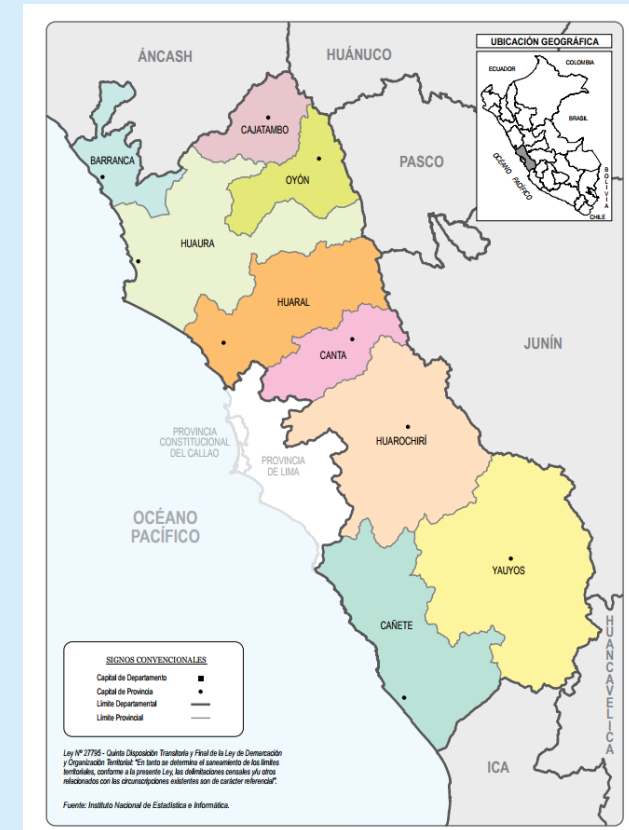 UBICACIÓN GEOGRÁFICA
ECUADOR
COLOMBIA
BRASIL
OCÉANO PACÍFICO
BOLIVIA
CHILE
ÁNCASH
HUÁNUCO
CAJATAMBO
BARRANCA
PASCO
OYÓN
HUAURA
HUARAL
JUNÍN
CANTA
PROVINCIA
CONSTITUCIONAL
DEL CALLAO
HUAROCHIRÍ
PROVINCIA
DE LIMA
OCÉANO
PACÍFICO
YAUYOS
CAÑETE
HUANCAVELICA
ICA
SIGNOS CONVENCIONALES
Capital de Departamento
Capital de Provincia
Límite Departamental
Límite Provincial
Ley Nº 27795 - Quinta Disposición Transitoria y Final de la Ley de Demarcación
y Organización Territorial: "En tanto se determina el saneamiento de los límites
territoriales, conforme a la presente Ley, las delimitaciones censales y/u otros
relacionados con las circunscripciones existentes son de carácter referencial".
Fuente: Instituto Nacional de Estadística e Informática.